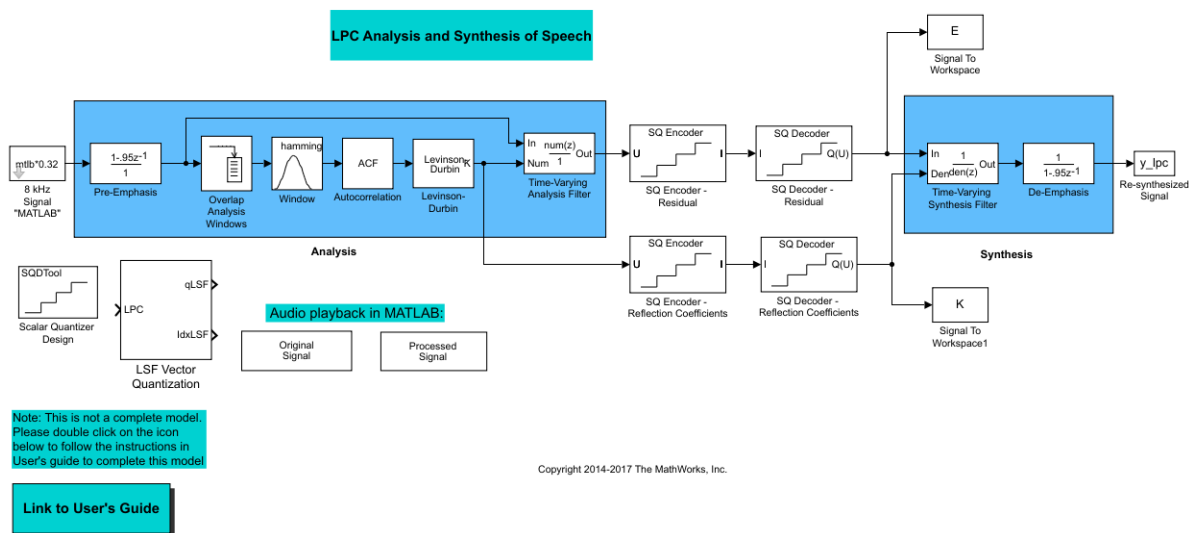 LPC Analysis and Synthesis of Speech
E
Signal To
Workspace
mtlb*0.32
8 kHz
Signal
"MATLAB"
1-.95z-1
1
Pre-Emphasis
Overlap
Analysis
Windows
hamming
Window
ACF
Autocorrelation
Levinson-
Durbin
K
Levinson-
Durbin
In
Num
num(z)
1
Out
Time-Varying
Analysis Filter
Analysis
SQ Encoder
U
I
SQ Encoder -
Residual
SQ Decoder
I
Q(U)
SQ Decoder -
Residual
In
Den
1
den(z)
Out
Time-Varying
Synthesis Filter
1
1-.95z-1
De-Emphasis
Synthesis
y_lpc
Re-synthesized
Signal
SQ Encoder
U
I
SQ Encoder -
Reflection Coefficients
SQ Decoder
I
Q(U)
SQ Decoder -
Reflection Coefficients
K
Signal To
Workspace1
SQDTool
Scalar Quantizer
Design
LPC
qLSF
IdxLSF
LSF Vector
Quantization
Audio playback in MATLAB:
Original
Signal
Processed
Signal
Note: This is not a complete model.
Please double click on the icon
below to follow the instructions in
User's guide to complete this model
Copyright 2014-2017 The MathWorks, Inc.
Link to User's Guide